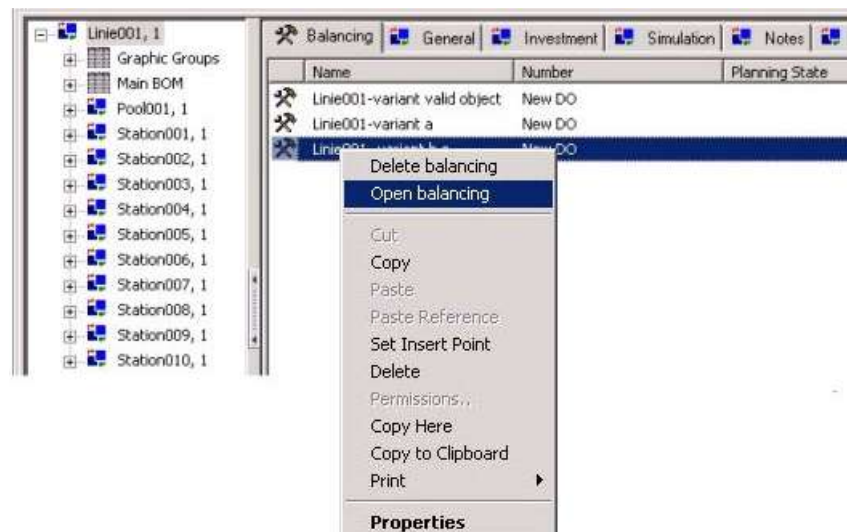 Linie001, 1
Graphic Groups
Main BOM
Pool001, 1
Station001, 1
Station002, 1
Station003, 1
Station004, 1
Station005, 1
Station006, 1
Station007, 1
Station008, 1
Station009, 1
Station010, 1
Balancing General Investment Simulation Notes
Name Number Planning State
Linie001-variant valid object New DO
Linie001-variant a New DO
New DO
Delete balancing
Open balancing
Cut
Copy
Paste
Paste Reference
Set Insert Point
Delete
Permissions..
Copy Here
Copy to Clipboard
Print
Properties